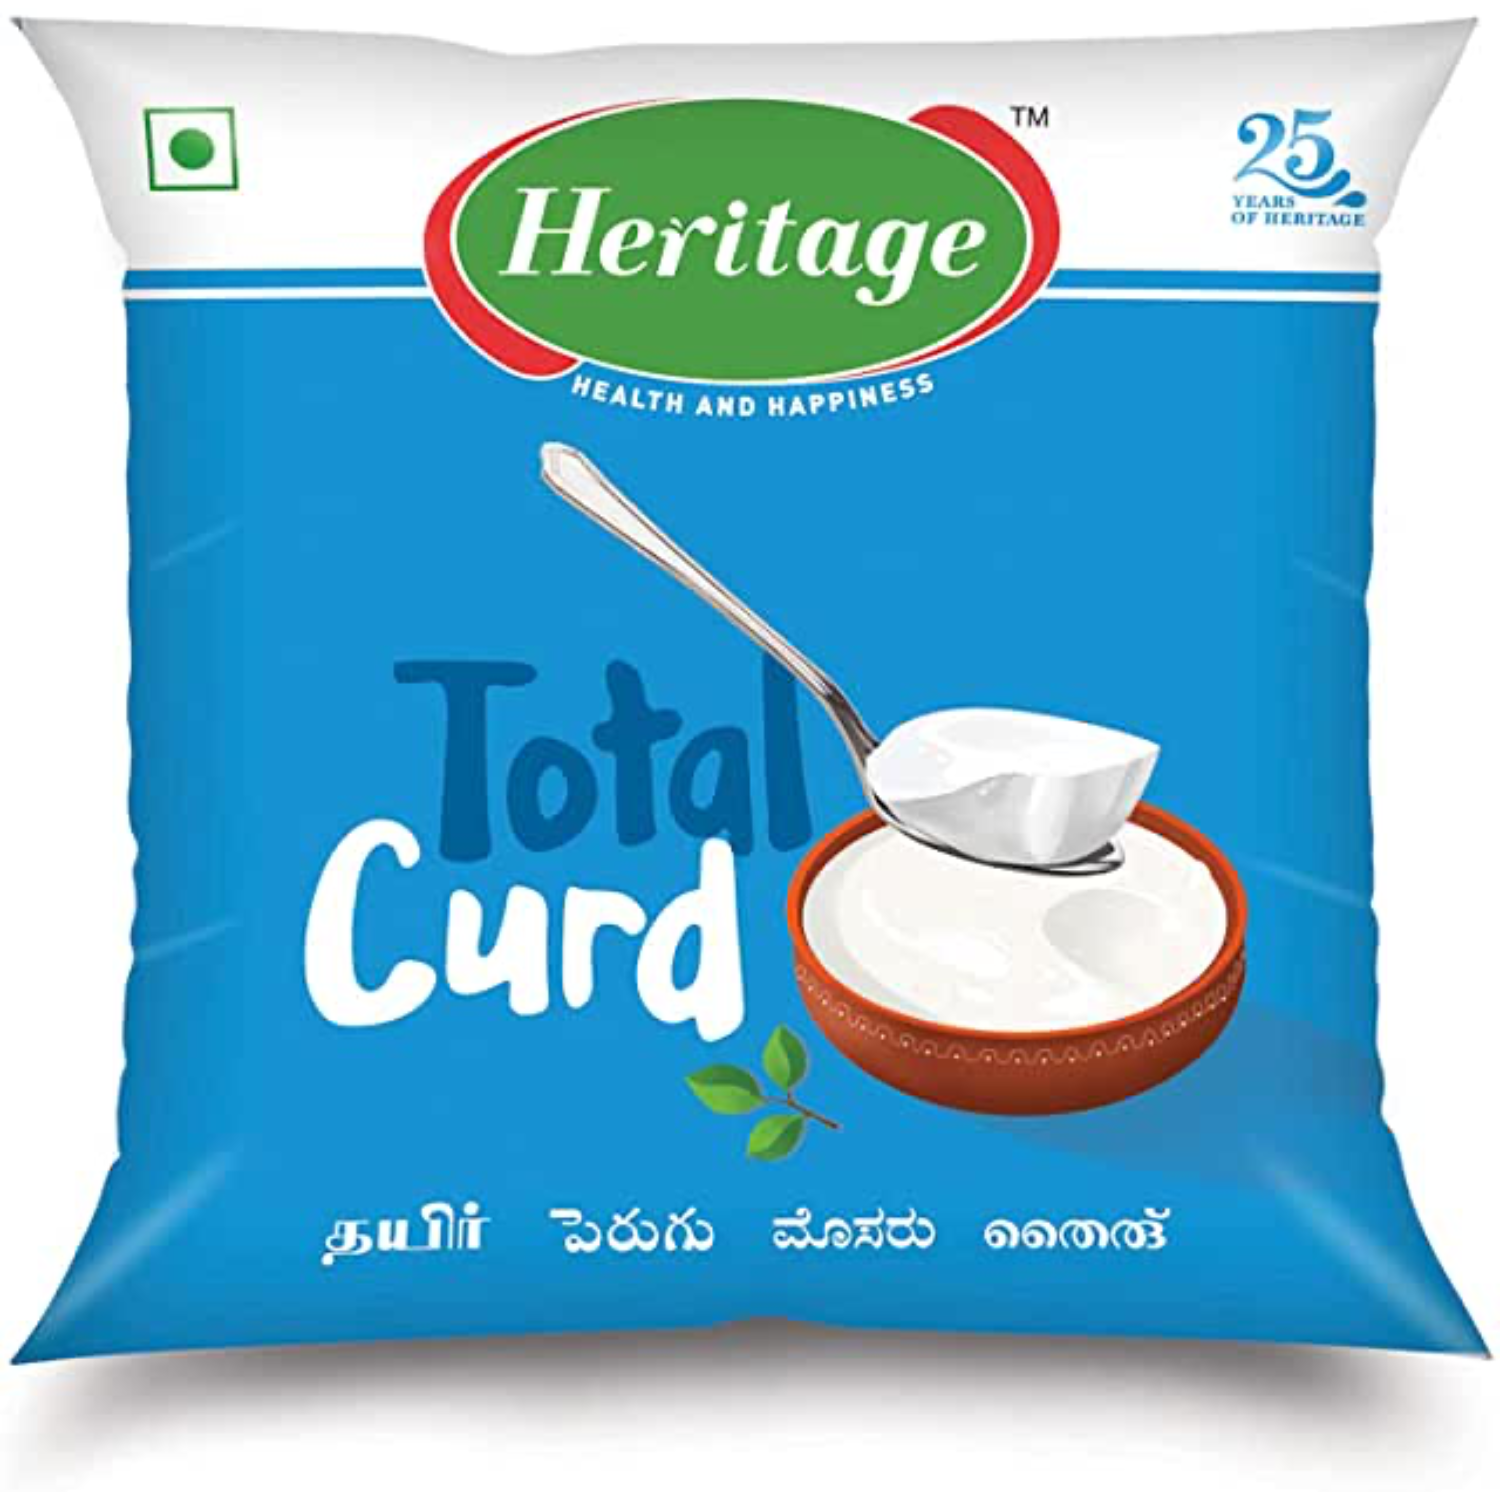 Heritage
TM
HEALTH AND HAPPINESS
25
YEARS
OF HERITAGE
Total
Curd
தயிர் పెరుగు ಮೊಸರು തൈര്